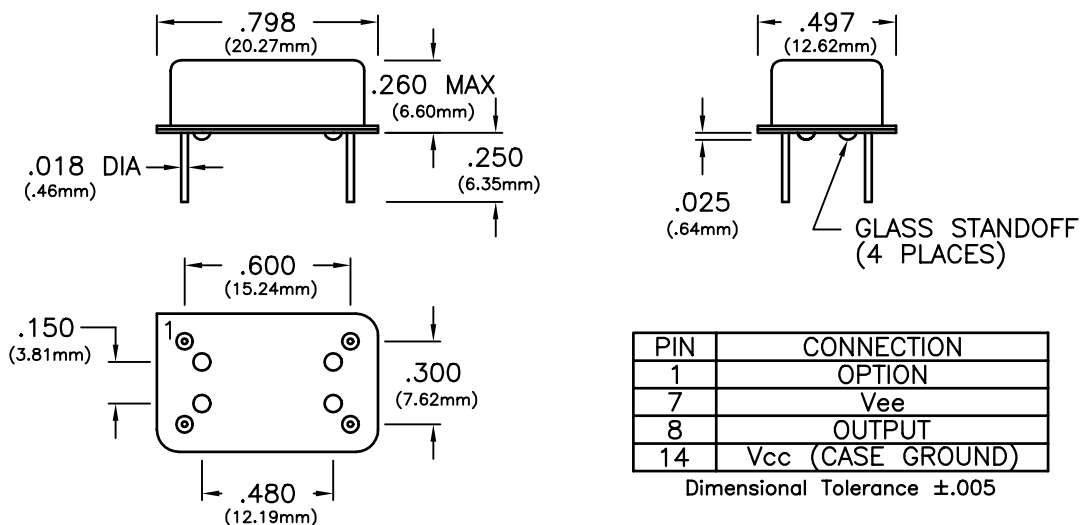 .798
(20.27mm)
.260 MAX
(6.60mm)
.018 DIA
(.46mm)
.250
(6.35mm)
.497
(12.62mm)
.025
(.64mm)
GLASS STANDOFF
(4 PLACES)
.600
(15.24mm)
.150
(3.81mm)
1
.300
(7.62mm)
.480
(12.19mm)
PIN CONNECTION
1 OPTION
7 Vee
8 OUTPUT
14 Vcc (CASE GROUND)
Dimensional Tolerance ±.005